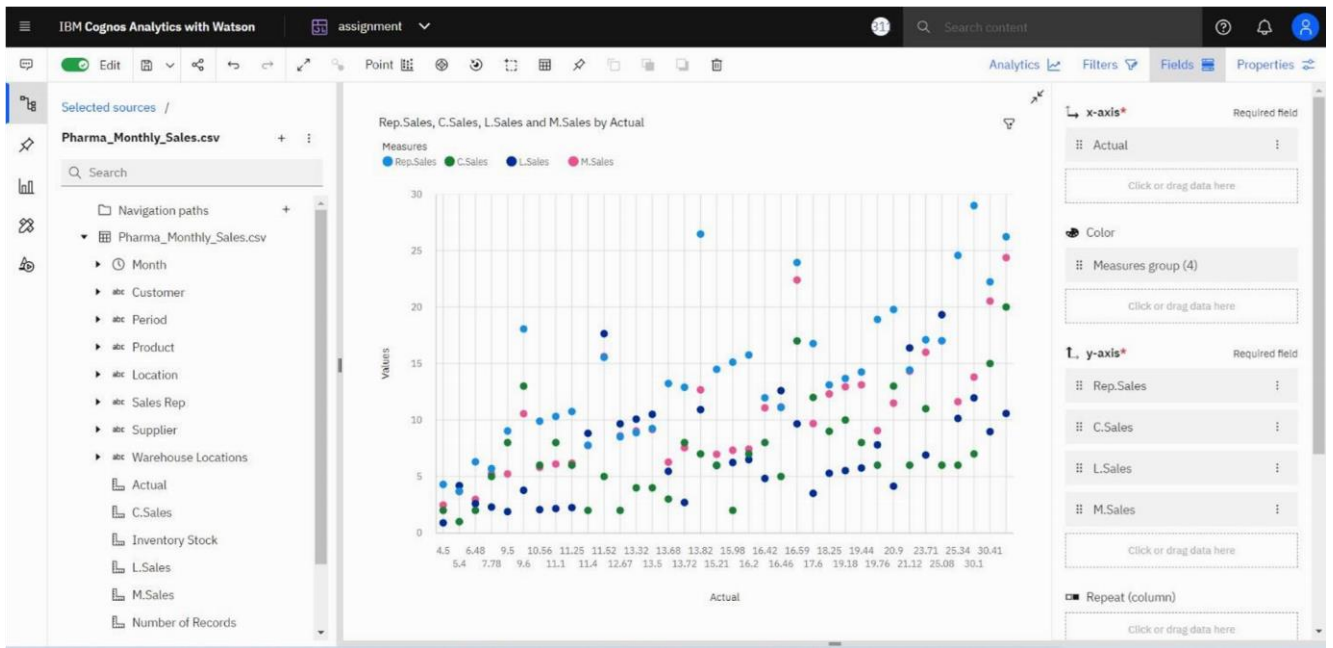 IBM Cognos Analytics with Watson
assignment
Search content
Edit
Point
Analytics
Filters
Fields
Properties
Selected sources /
Pharma_Monthly_Sales.csv
Search
Navigation paths
Pharma_Monthly_Sales.csv
Month
abc Customer
abc Period
abc Product
abc Location
abc Sales Rep
abc Supplier
abc Warehouse Locations
Actual
C.Sales
Inventory Stock
L.Sales
M.Sales
Number of Records
Rep.Sales, C.Sales, L.Sales and M.Sales by Actual
Measures
Rep.Sales C.Sales L.Sales M.Sales
30
25
20
15
10
5
0
Values
4.5 6.48 9.5 10.56 11.25 11.52 13.32 13.68 13.82 15.98 16.42 16.59 18.25 19.44 20.9 23.71 25.34 30.41
5.4 7.78 9.6 11.1 11.4 12.67 13.5 13.72 15.21 16.2 16.46 17.6 19.18 19.76 21.12 25.08 30.1
Actual
x-axis* Required field
Actual
Click or drag data here
Color
Measures group (4)
Click or drag data here
y-axis* Required field
Rep.Sales
C.Sales
L.Sales
M.Sales
Click or drag data here
Repeat (column)
Click or drag data here